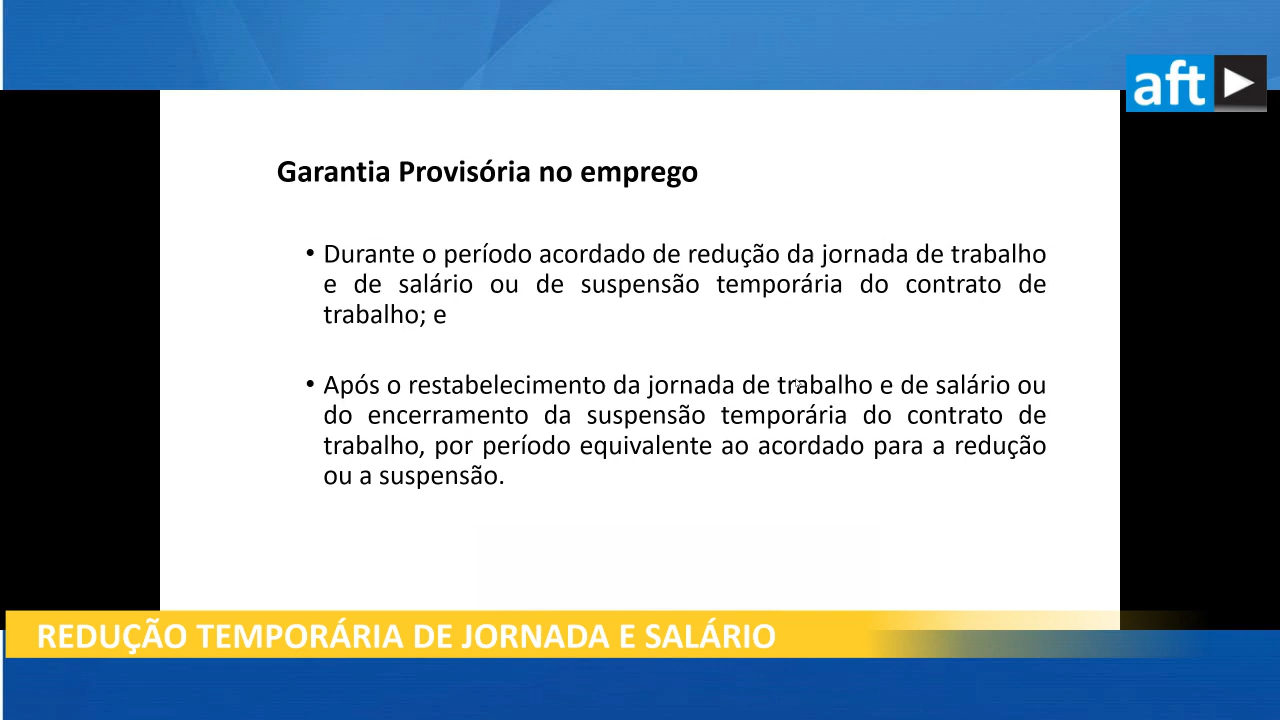 aft
Garantia Provisória no emprego
• Durante o período acordado de redução da jornada de trabalho
e de salário ou de suspensão temporária do contrato de
trabalho; e
• Após o restabelecimento da jornada de trabalho e de salário ou
do encerramento da suspensão temporária do contrato de
trabalho, por período equivalente ao acordado para a redução
ou a suspensão.
REDUÇÃO TEMPORÁRIA DE JORNADA E SALÁRIO